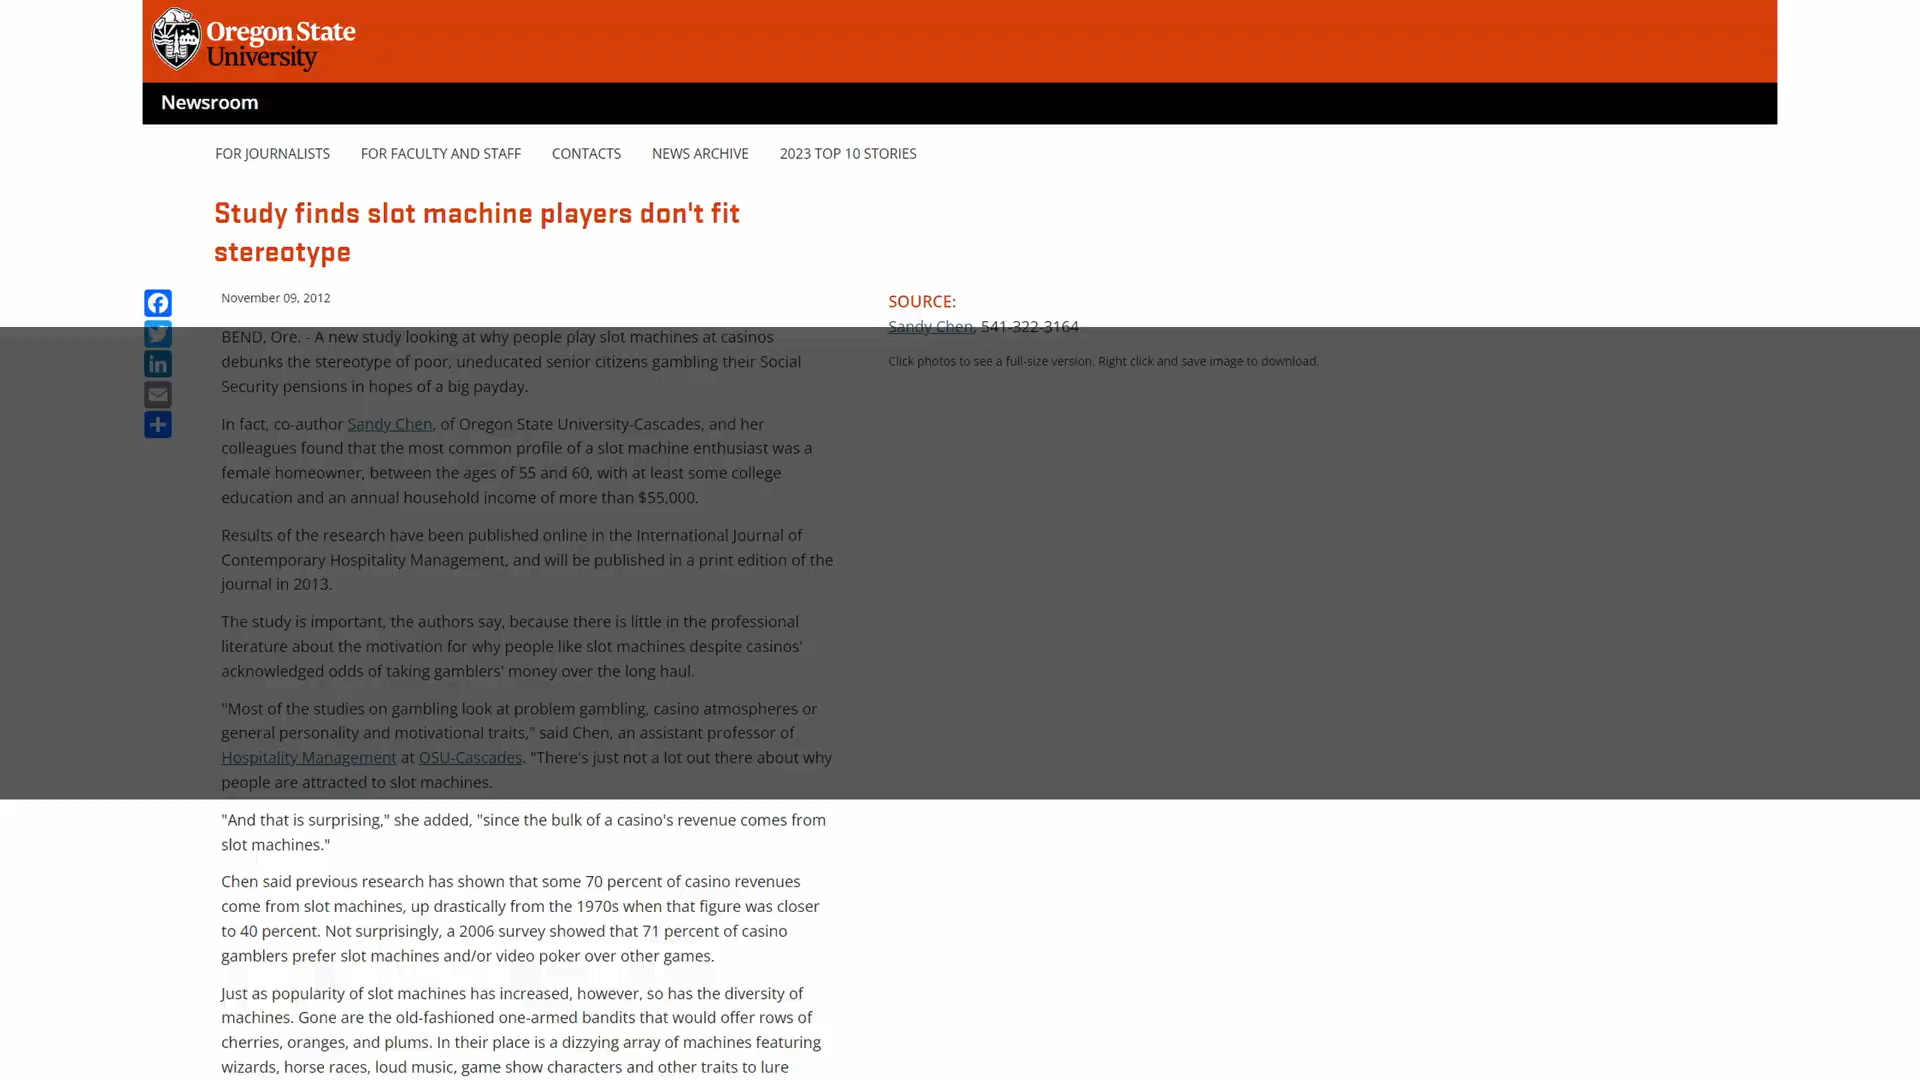 Oregon State
University
Newsroom
FOR JOURNALISTS FOR FACULTY AND STAFF CONTACTS NEWS ARCHIVE 2023 TOP 10 STORIES
Study finds slot machine players don't fit
stereotype
November 09, 2012
BEND, Ore. - A new study looking at why people play slot machines at casinos
debunks the stereotype of poor, uneducated senior citizens gambling their Social
Security pensions in hopes of a big payday.
In fact, co-author Sandy Chen, of Oregon State University-Cascades, and her
colleagues found that the most common profile of a slot machine enthusiast was a
female homeowner, between the ages of 55 and 60, with at least some college
education and an annual household income of more than $55,000.
Results of the research have been published online in the International Journal of
Contemporary Hospitality Management, and will be published in a print edition of the
journal in 2013.
The study is important, the authors say, because there is little in the professional
literature about the motivation for why people like slot machines despite casinos'
acknowledged odds of taking gamblers' money over the long haul.
"Most of the studies on gambling look at problem gambling, casino atmospheres or
general personality and motivational traits," said Chen, an assistant professor of
Hospitality Management at OSU-Cascades. "There's just not a lot out there about why
people are attracted to slot machines.
"And that is surprising," she added, "since the bulk of a casino's revenue comes from
slot machines."
Chen said previous research has shown that some 70 percent of casino revenues
come from slot machines, up drastically from the 1970s when that figure was closer
to 40 percent. Not surprisingly, a 2006 survey showed that 71 percent of casino
gamblers prefer slot machines and/or video poker over other games.
Just as popularity of slot machines has increased, however, so has the diversity of
machines. Gone are the old-fashioned one-armed bandits that would offer rows of
cherries, oranges, and plums. In their place is a dizzying array of machines featuring
wizards, horse races, loud music, game show characters and other traits to lure
SOURCE:
Sandy Chen, 541-322-3164
Click photos to see a full-size version. Right click and save image to download.